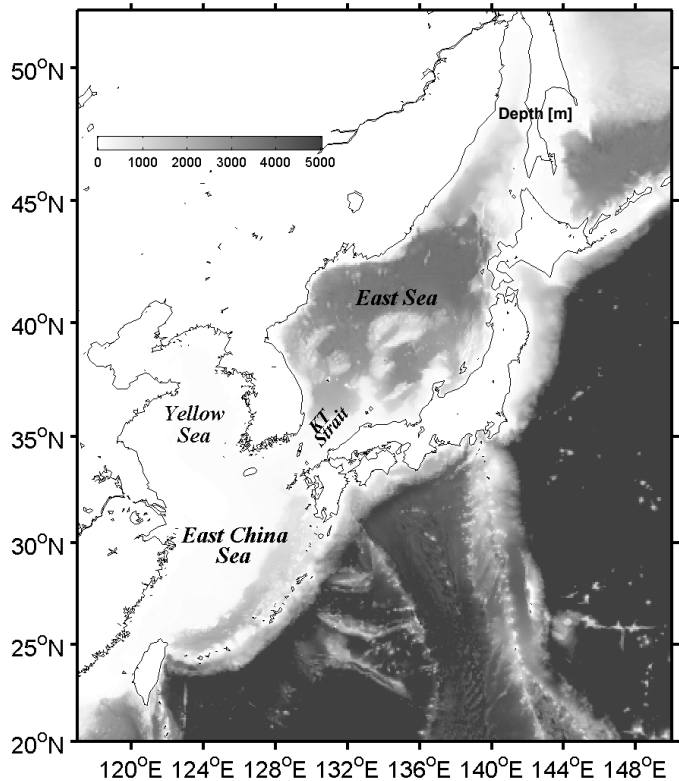 50°N
Depth [m]
0 1000 2000 3000 4000 5000
45°N
East Sea
40°N
Yellow
Sea
KT
Strait
35°N
East China
Sea
30°N
25°N
20°N
120°E 124°E 128°E 132°E 136°E 140°E 144°E 148°E